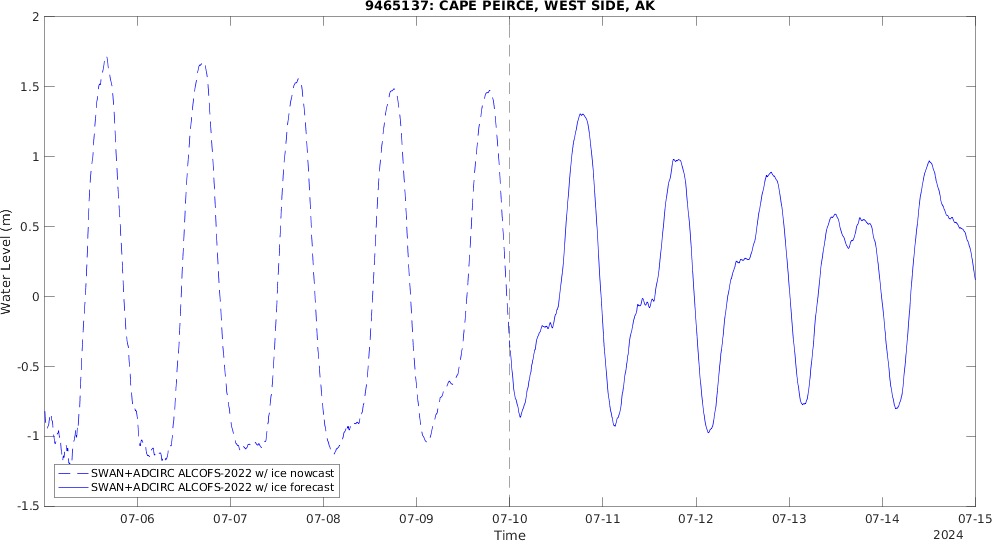 9465137: CAPE PEIRCE, WEST SIDE, AK
Water Level (m)
2
1.5
1
0.5
0
-0.5
-1
-1.5
SWAN+ADCIRC ALCOFS-2022 w/ ice nowcast
SWAN+ADCIRC ALCOFS-2022 w/ ice forecast
07-06 07-07 07-08 07-09 07-10 07-11 07-12 07-13 07-14 07-15
Time
2024